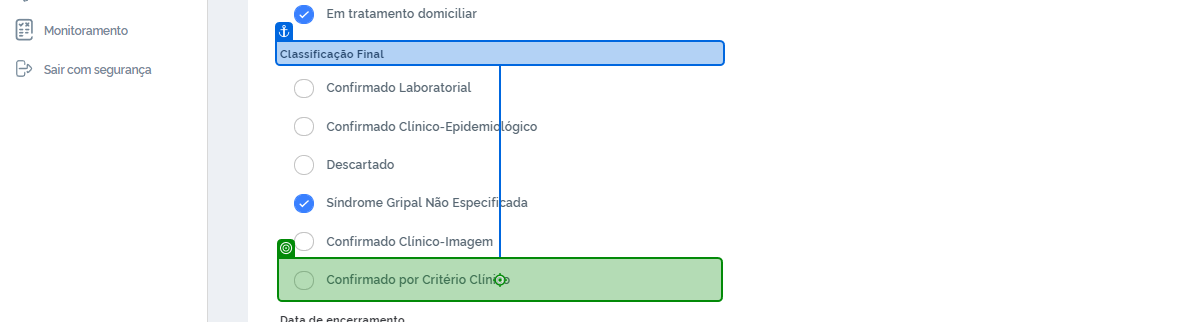 Monitoramento
Sair com segurança
Em tratamento domiciliar
Classificação Final
Confirmado Laboratorial
Confirmado Clínico-Epidemiológico
Descartado
Síndrome Gripal Não Especificada
Confirmado Clínico-Imagem
Confirmado por Critério Clínico
Data de encerramento